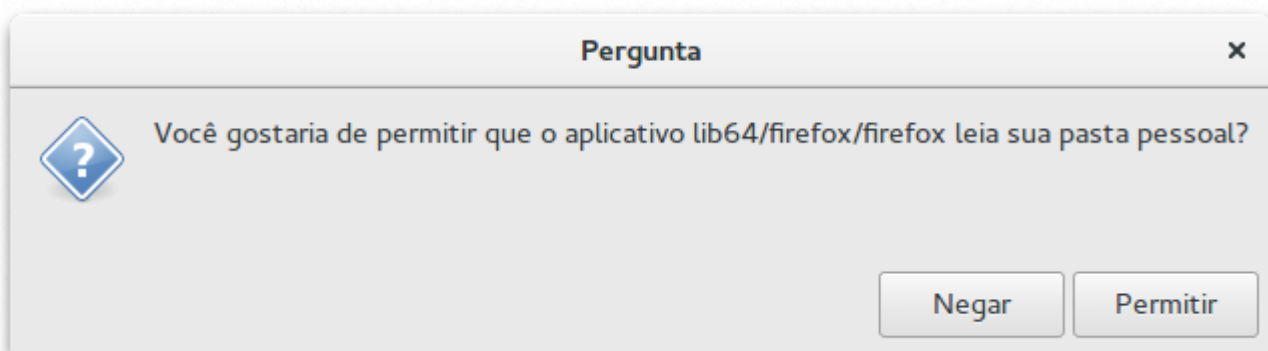 Pergunta
Você gostaria de permitir que o aplicativo lib64/firefox/firefox leia sua pasta pessoal?
Negar
Permitir